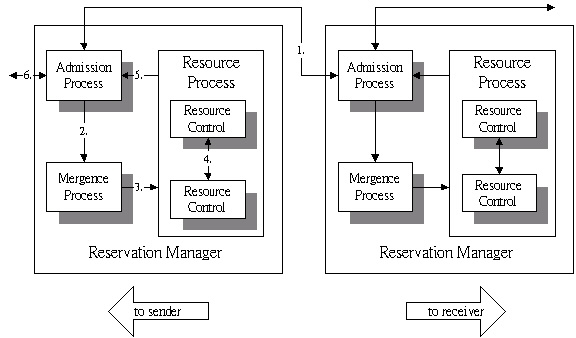 1.
Admission
Process
6.
5.
Resource
Process
2.
Resource
Control
4.
Mergence
Process
3.
Resource
Control
Reservation Manager
Admission
Process
Resource
Process
Resource
Control
Mergence
Process
Resource
Control
Reservation Manager
to sender
to receiver